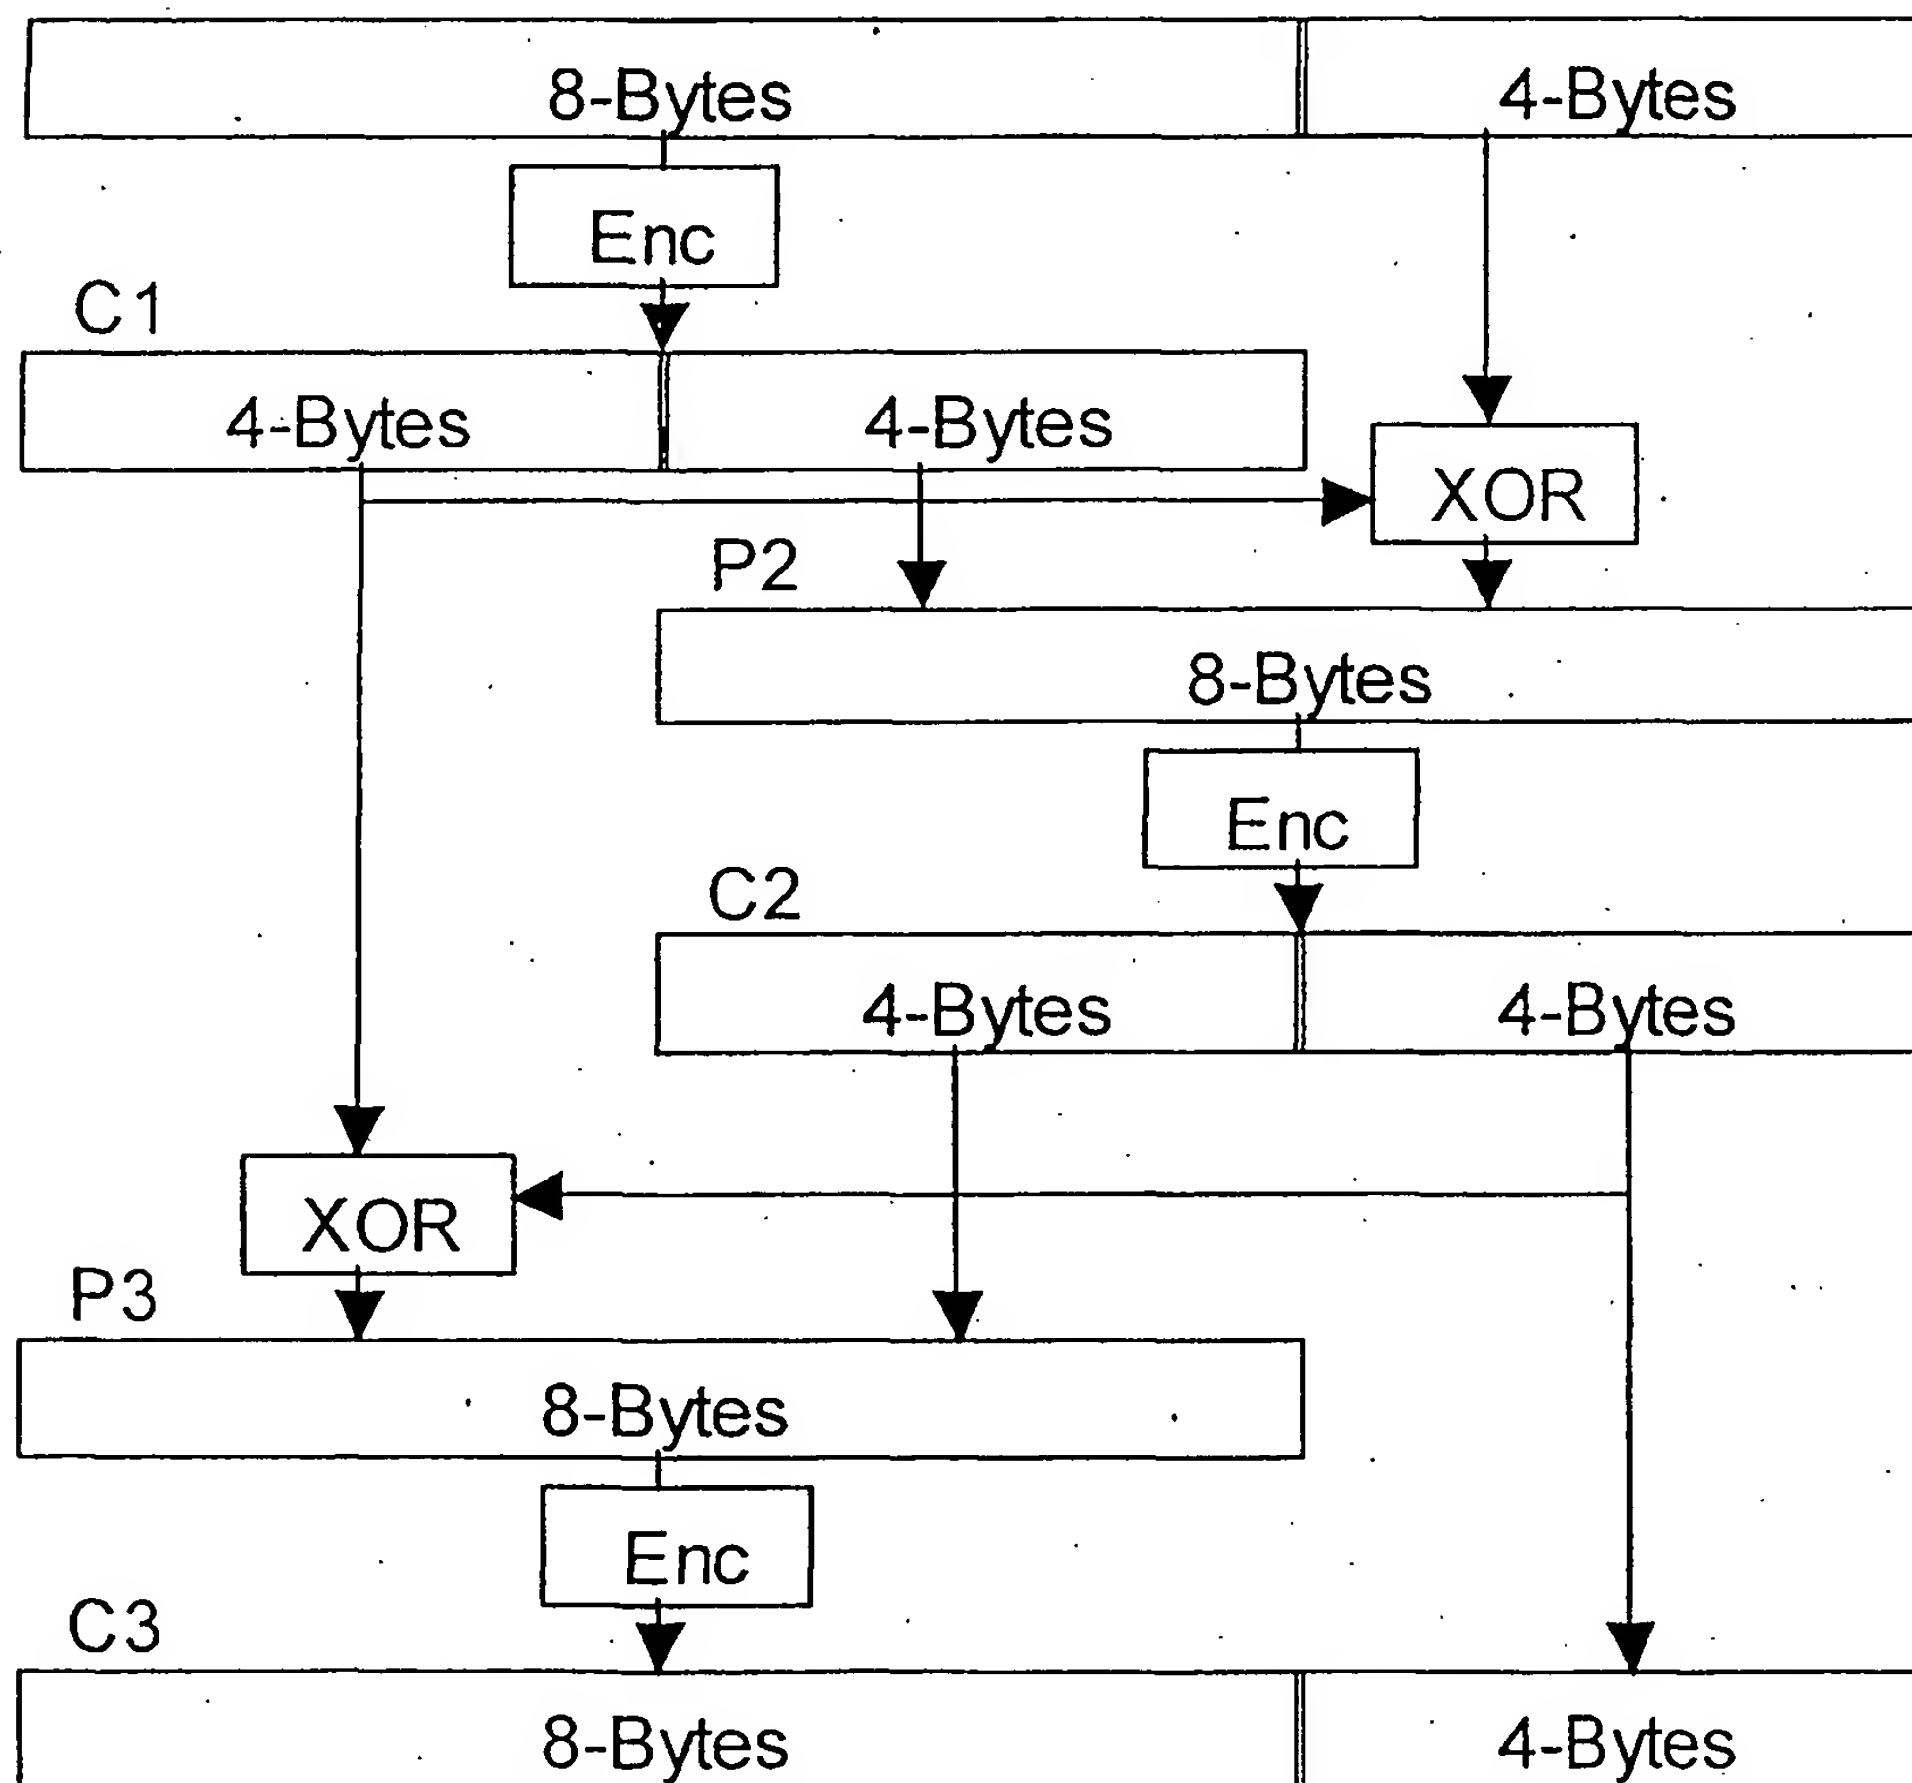 8-Bytes 4-Bytes
Enc
C1
4-Bytes 4-Bytes
XOR
P2
8-Bytes
Enc
C2
4-Bytes 4-Bytes
XOR
P3
8-Bytes
Enc
C3
8-Bytes 4-Bytes